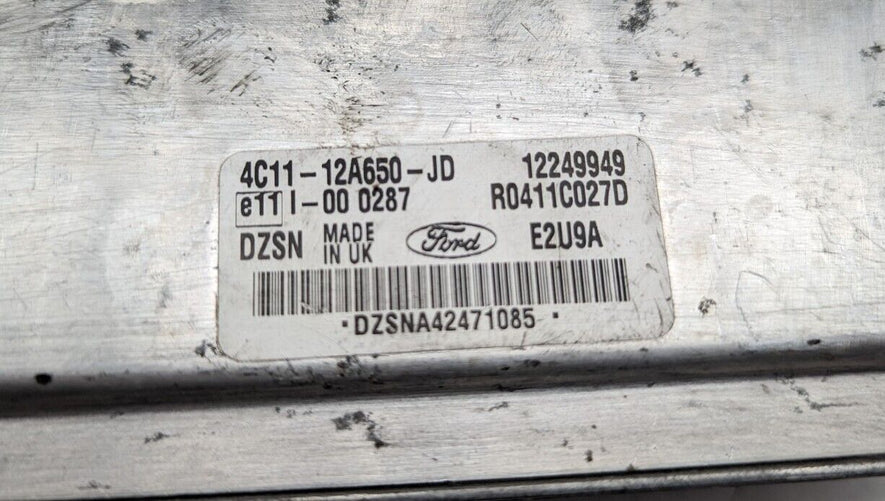 4C11-12A650-JD 12249949
e11 I-00 0287 R0411C027D
DZSN MADE IN UK Ford E2U9A
·DZSNA42471085·